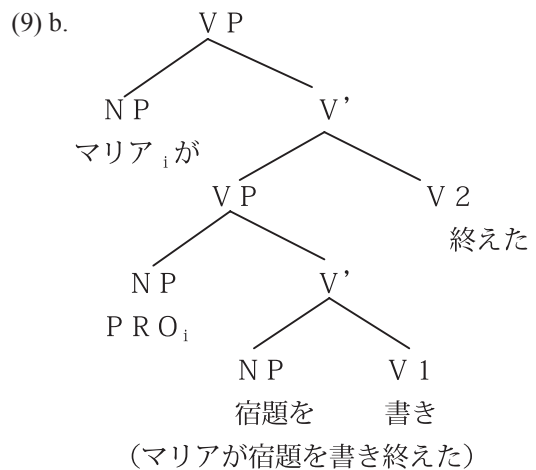 (9) b.
ＶＰ
ＮＰ Ｖ’
マリアiが
ＶＰ Ｖ２
終えた
ＮＰ Ｖ’
ＰＲＯi
ＮＰ Ｖ１
宿題を 書き
（マリアが宿題を書き終えた）